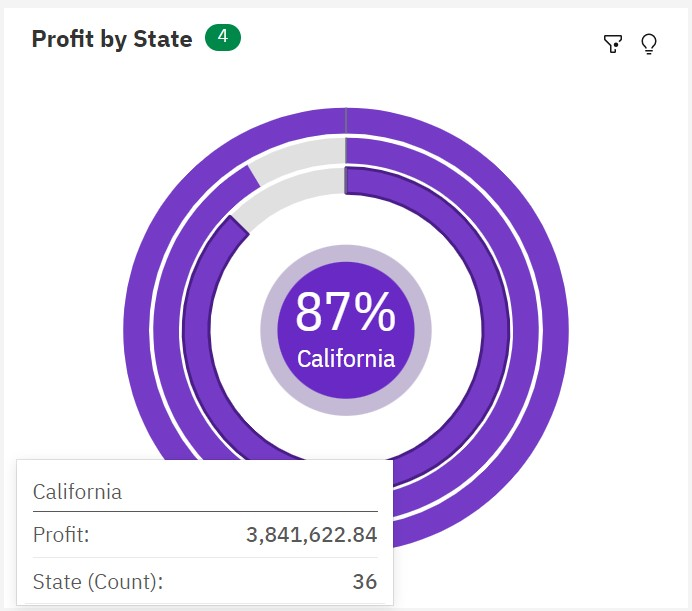 Profit by State 4
87%
California
California
Profit: 3,841,622.84
State (Count): 36